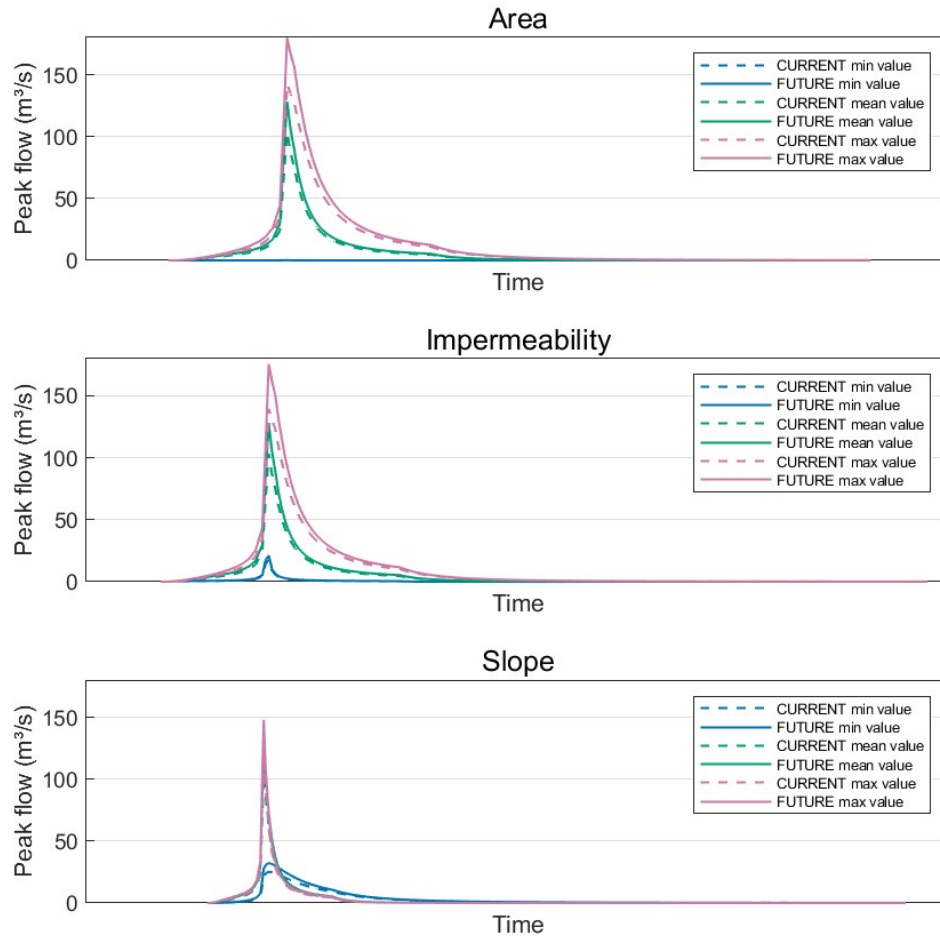 Area
Peak flow (m³/s)
150
100
50
0
CURRENT min value
FUTURE min value
CURRENT mean value
FUTURE mean value
CURRENT max value
FUTURE max value
Time
Impermeability
Peak flow (m³/s)
150
100
50
0
CURRENT min value
FUTURE min value
CURRENT mean value
FUTURE mean value
CURRENT max value
FUTURE max value
Time
Slope
Peak flow (m³/s)
150
100
50
0
CURRENT min value
FUTURE min value
CURRENT mean value
FUTURE mean value
CURRENT max value
FUTURE max value
Time